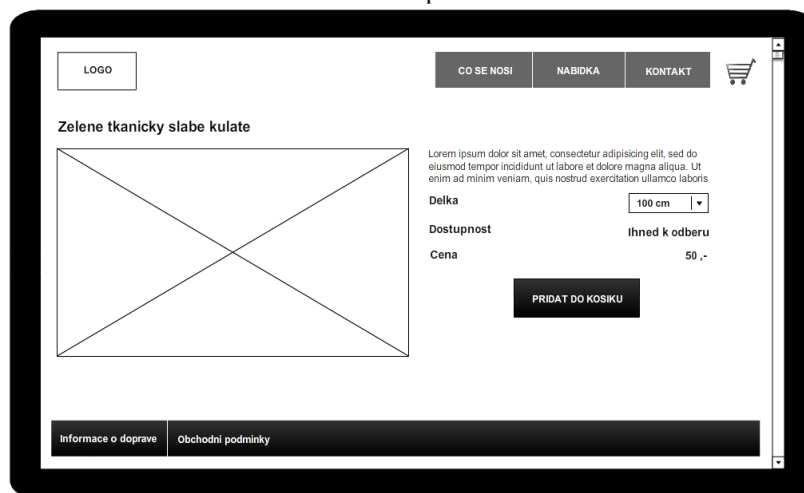 LOGO
CO SE NOSI
NABIDKA
KONTAKT
Zelene tkanicky slabe kulate
Lorem ipsum dolor sit amet, consectetur adipisicing elit, sed do
eiusmod tempor incididunt ut labore et dolore magna aliqua. Ut
enim ad minim veniam, quis nostrud exercitation ullamco laboris
Delka
100 cm
Dostupnost
Ihned k odberu
Cena
50 ,-
PRIDAT DO KOSIKU
Informace o doprave
Obchodni podminky